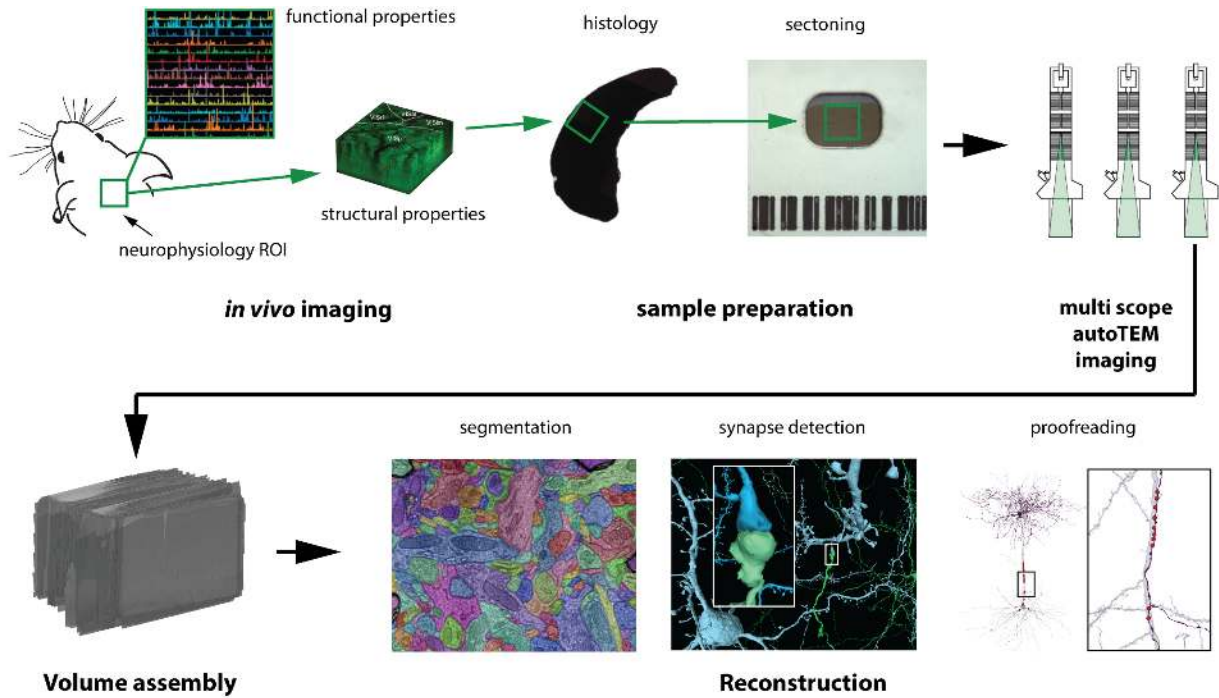 functional properties
histology
sectoning
structural properties
neurophysiology ROI
in vivo imaging
sample preparation
multi scope
autoTEM
imaging
segmentation
synapse detection
proofreading
Volume assembly
Reconstruction